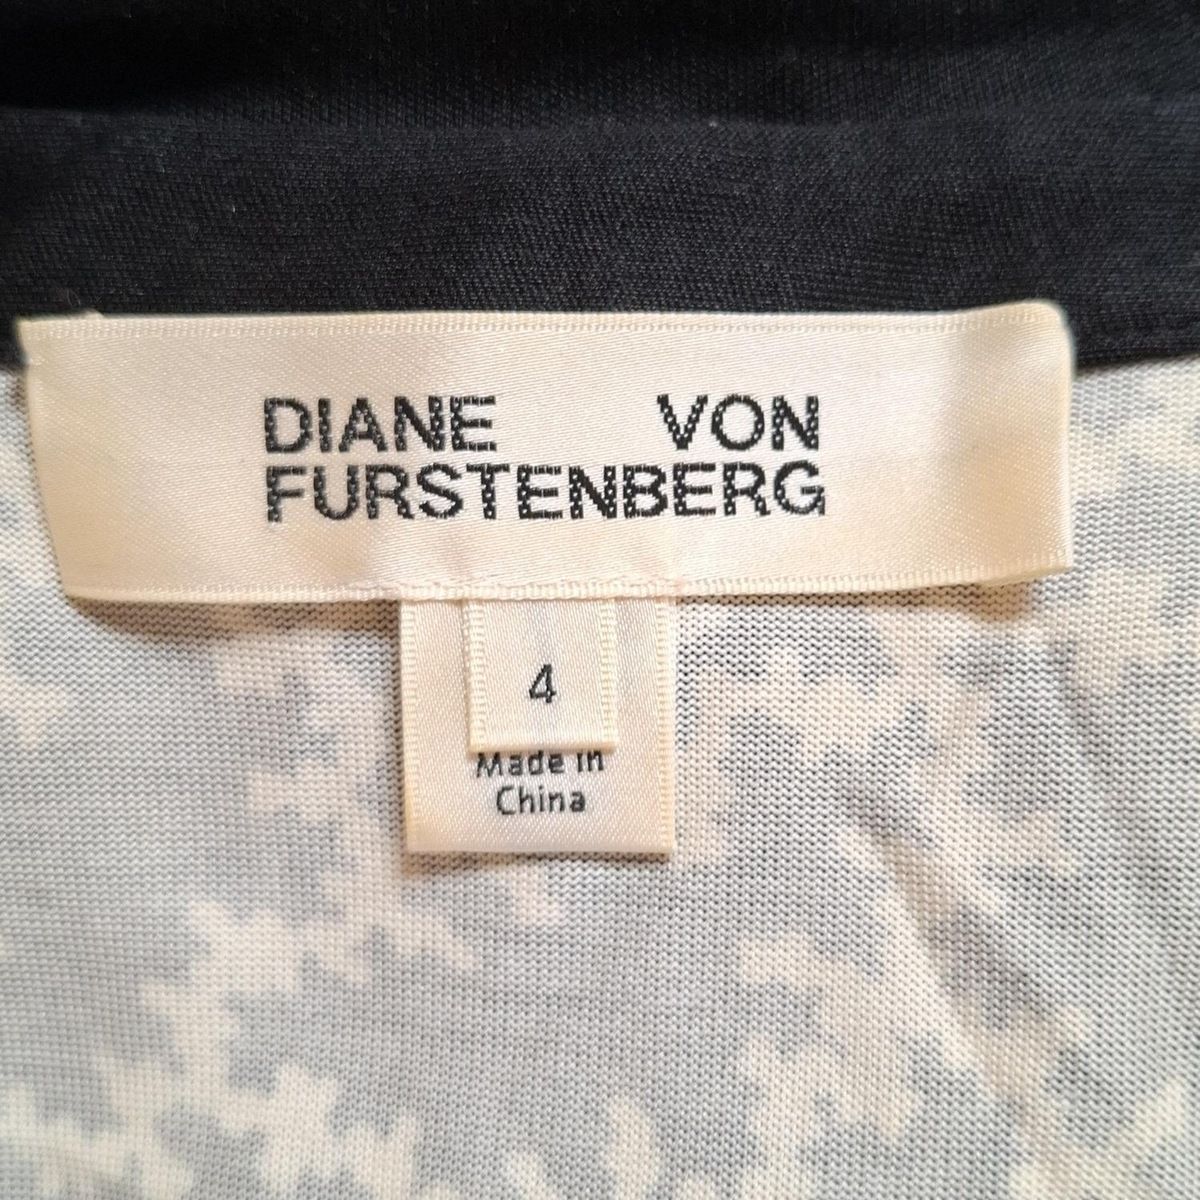 DIANE VON
FURSTENBERG
4
Made in
China